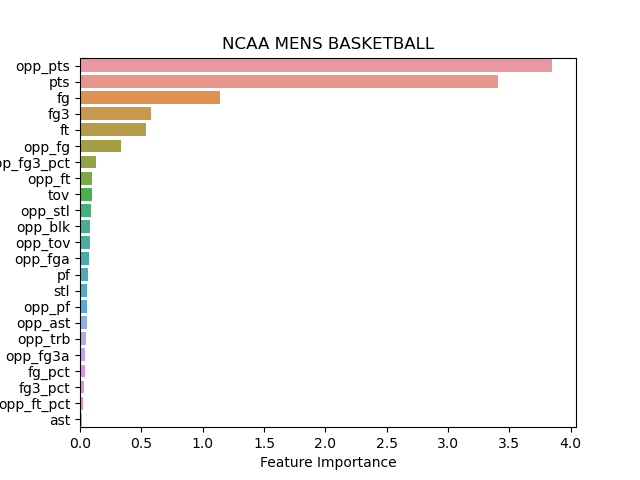 NCAA MENS BASKETBALL
opp_pts
pts
fg
fg3
ft
opp_fg
pp_fg3_pct
opp_ft
tov
opp_stl
opp_blk
opp_tov
opp_fga
pf
stl
opp_pf
opp_ast
opp_trb
opp_fg3a
fg_pct
fg3_pct
opp_ft_pct
ast
0.0 0.5 1.0 1.5 2.0 2.5 3.0 3.5 4.0
Feature Importance